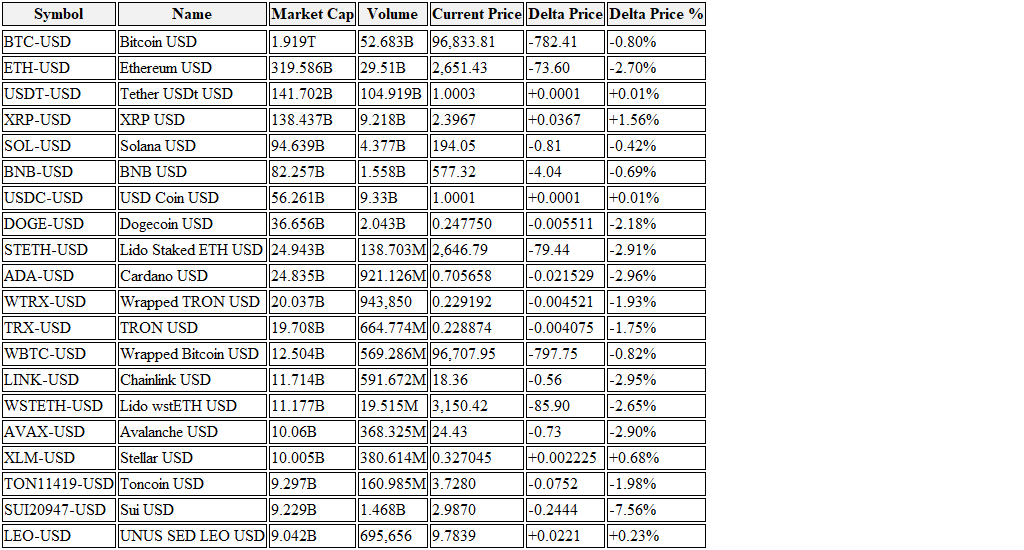 Symbol Name Market Cap Volume Current Price Delta Price Delta Price %
BTC-USD Bitcoin USD 1.919T 52.683B 96,833.81 -782.41 -0.80%
ETH-USD Ethereum USD 319.586B 29.51B 2,651.43 -73.60 -2.70%
USDT-USD Tether USDt USD 141.702B 104.919B 1.0003 +0.0001 +0.01%
XRP-USD XRP USD 138.437B 9.218B 2.3967 +0.0367 +1.56%
SOL-USD Solana USD 94.639B 4.377B 194.05 -0.81 -0.42%
BNB-USD BNB USD 82.257B 1.558B 577.32 -4.04 -0.69%
USDC-USD USD Coin USD 56.261B 9.33B 1.0001 +0.0001 +0.01%
DOGE-USD Dogecoin USD 36.656B 2.043B 0.247750 -0.005511 -2.18%
STETH-USD Lido Staked ETH USD 24.943B 138.703M 2,646.79 -79.44 -2.91%
ADA-USD Cardano USD 24.835B 921.126M 0.705658 -0.021529 -2.96%
WTRX-USD Wrapped TRON USD 20.037B 943,850 0.229192 -0.004521 -1.93%
TRX-USD TRON USD 19.708B 664.774M 0.228874 -0.004075 -1.75%
WBTC-USD Wrapped Bitcoin USD 12.504B 569.286M 96,707.95 -797.75 -0.82%
LINK-USD Chainlink USD 11.714B 591.672M 18.36 -0.56 -2.95%
WSTETH-USD Lido wstETH USD 11.177B 19.515M 3,150.42 -85.90 -2.65%
AVAX-USD Avalanche USD 10.06B 368.325M 24.43 -0.73 -2.90%
XLM-USD Stellar USD 10.005B 380.614M 0.327045 +0.002225 +0.68%
TON11419-USD Toncoin USD 9.297B 160.985M 3.7280 -0.0752 -1.98%
SUI20947-USD Sui USD 9.229B 1.468B 2.9870 -0.2444 -7.56%
LEO-USD UNUS SED LEO USD 9.042B 695,656 9.7839 +0.0221 +0.23%